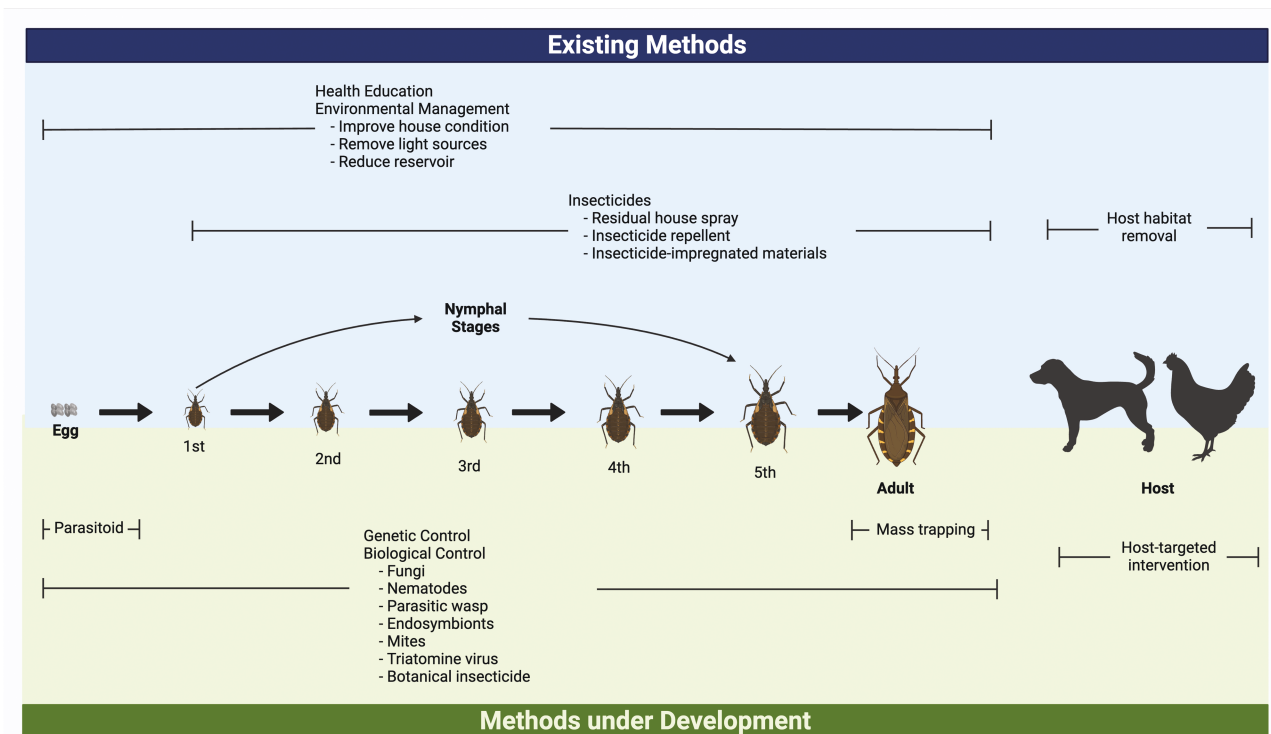 Existing Methods
Health Education
Environmental Management
- Improve house condition
- Remove light sources
- Reduce reservoir
Insecticides
- Residual house spray
- Insecticide repellent
- Insecticide-impregnated materials
Host habitat
removal
Nymphal
Stages
Egg
1st
2nd
3rd
4th
5th
Adult
Host
Parasitoid
Mass trapping
Genetic Control
Biological Control
- Fungi
- Nematodes
- Parasitic wasp
- Endosymbionts
- Mites
- Triatomine virus
- Botanical insecticide
Host-targeted
intervention
Methods under Development